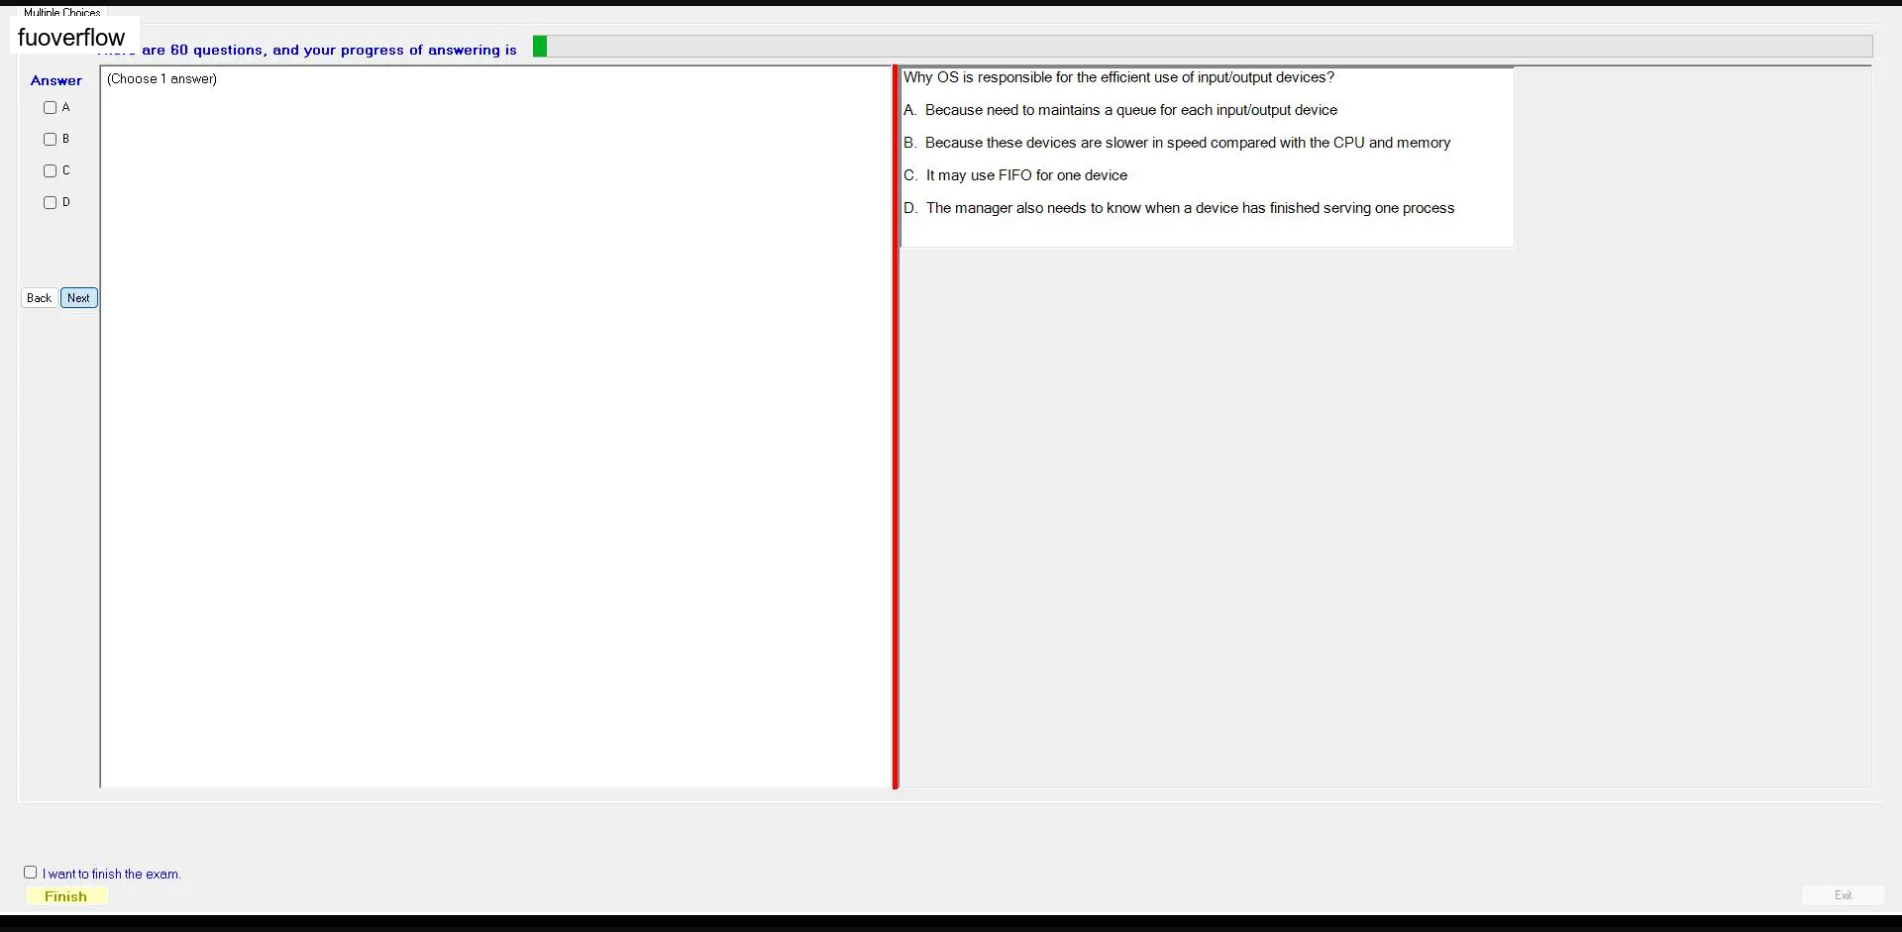 Multiple Choices
fuoverflow
are 60 questions, and your progress of answering is
Answer
(Choose 1 answer)
A
B
C
D
Back Next
Why OS is responsible for the efficient use of input/output devices?
A. Because need to maintains a queue for each input/output device
B. Because these devices are slower in speed compared with the CPU and memory
C. It may use FIFO for one device
D. The manager also needs to know when a device has finished serving one process
I want to finish the exam.
Finish
Exit